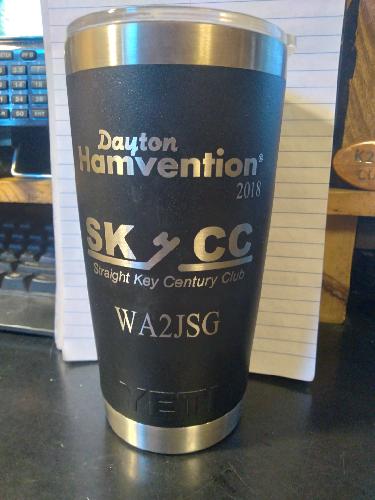 Dayton
Hamvention®
2018
SK CC
Straight Key Century Club
WA2JSG
YETI